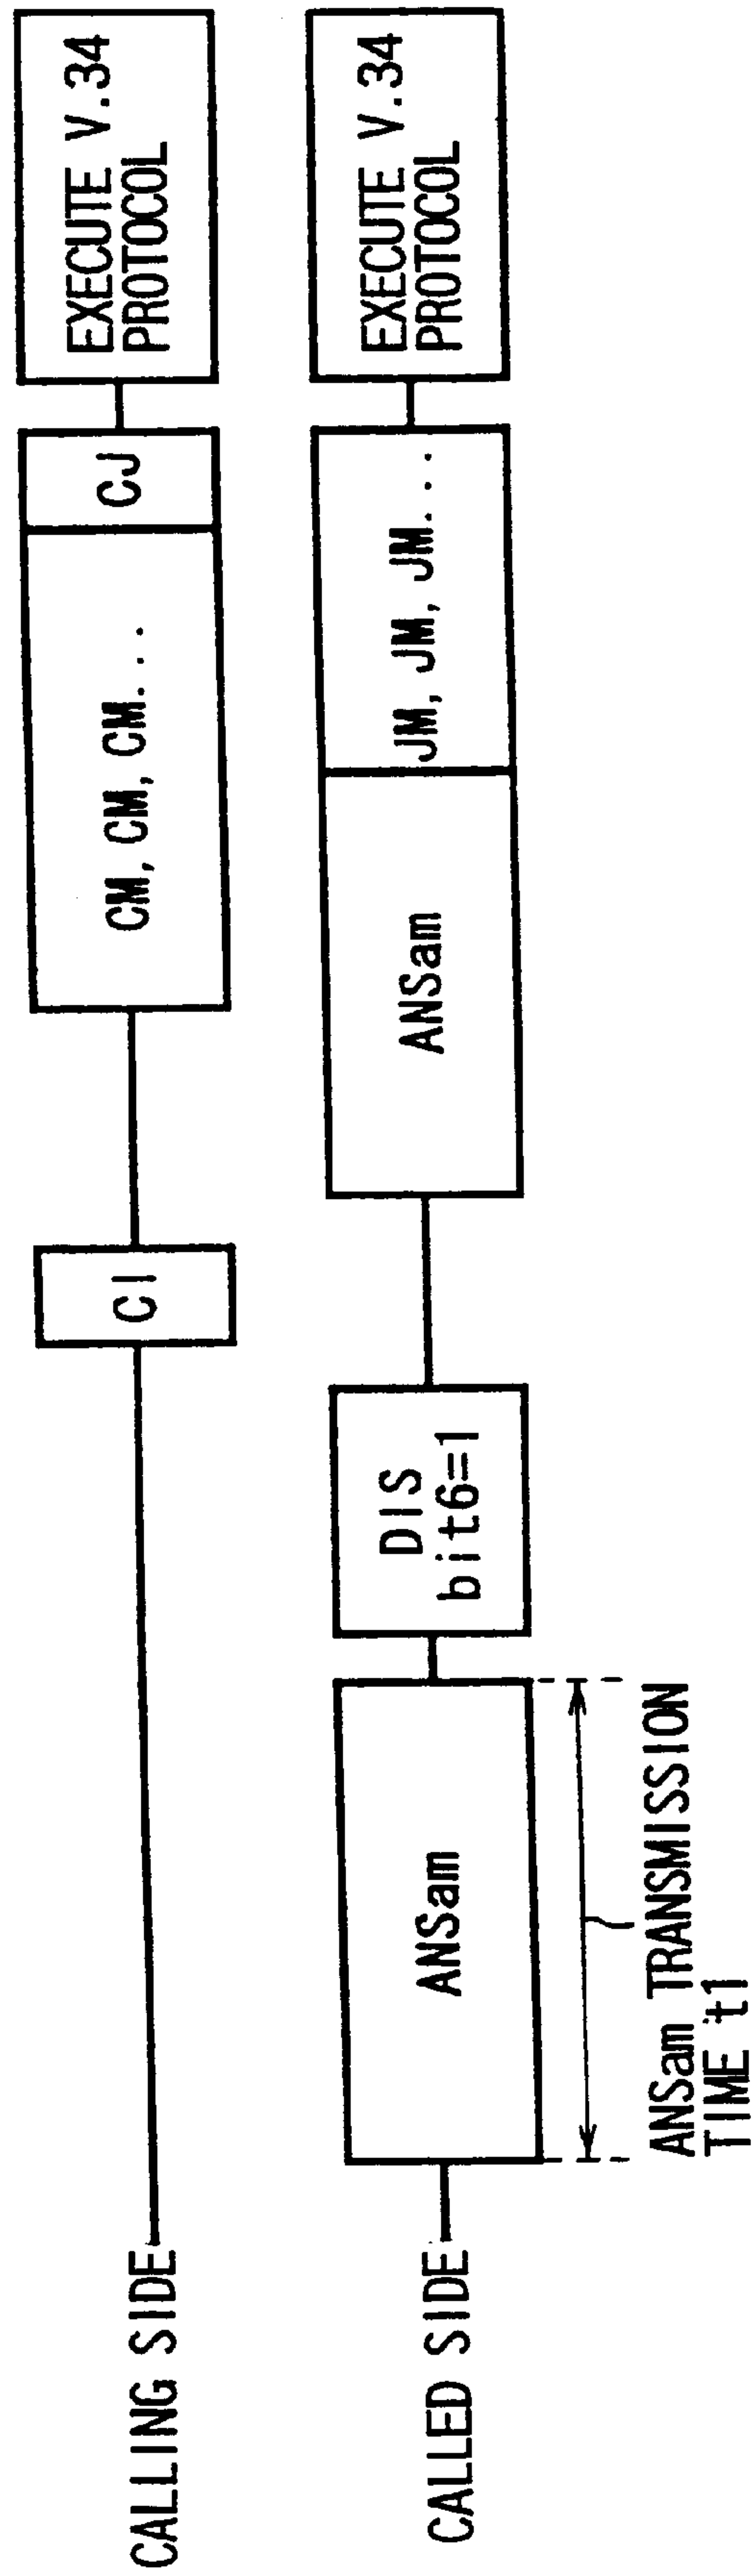 CALLING SIDE
CI
CM, CM, CM...
CJ
EXECUTE V.34
PROTOCOL
CALLED SIDE
ANSam
DIS
bit6=1
ANSam
JM, JM, JM...
EXECUTE V.34
PROTOCOL
ANSam TRANSMISSION
TIME t1